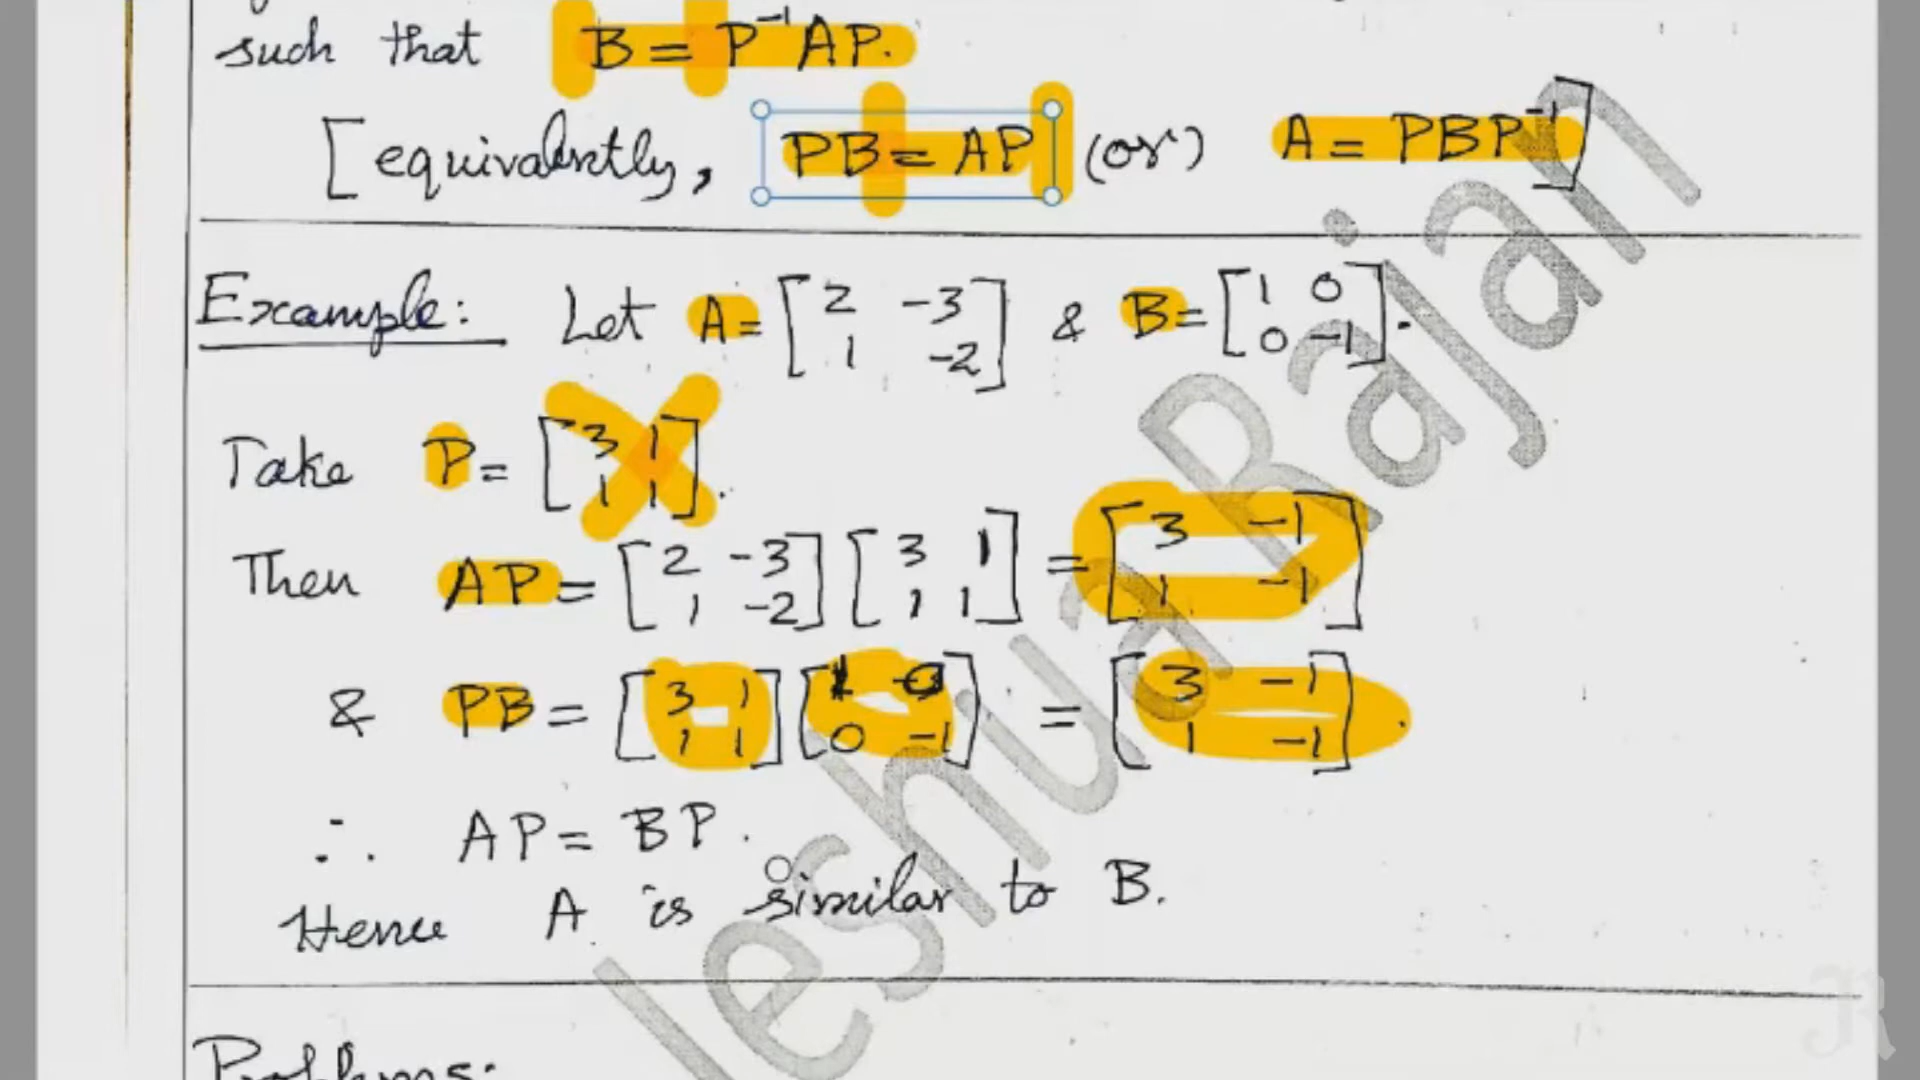 such that B = P⁻¹AP.
[equivalently, PB = AP (or) A = PBP⁻¹]
Example: Let A = [2 -3; 1 -2] & B = [1 0; 0 -1].
Take P = [3 1; 1 1].
Then AP = [2 -3; 1 -2] [3 1; 1 1] = [3 -1; 1 -1]
& PB = [3 1; 1 1] [1 0; 0 -1] = [3 -1; 1 -1].
∴ AP = BP.
Hence A is similar to B.
Problems:
leshua Rajan